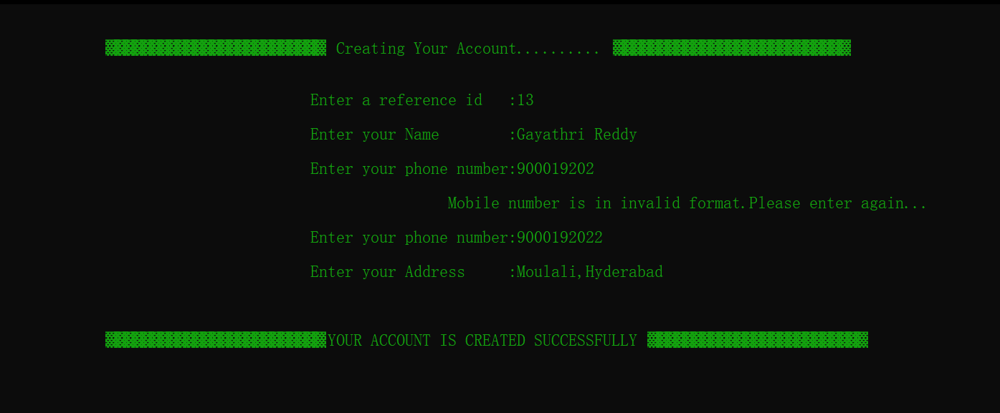 Creating Your Account..........
Enter a reference id   :13
Enter your Name        :Gayathri Reddy
Enter your phone number:900019202
Mobile number is in invalid format.Please enter again...
Enter your phone number:9000192022
Enter your Address     :Moulali,Hyderabad
YOUR ACCOUNT IS CREATED SUCCESSFULLY